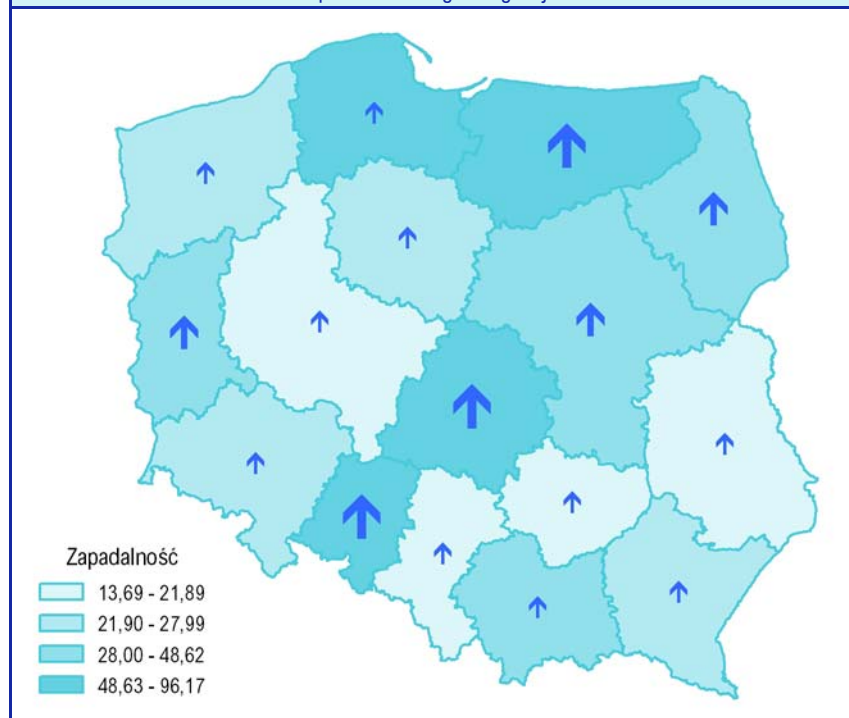 Zapadalność
13,69 - 21,89
21,90 - 27,99
28,00 - 48,62
48,63 - 96,17